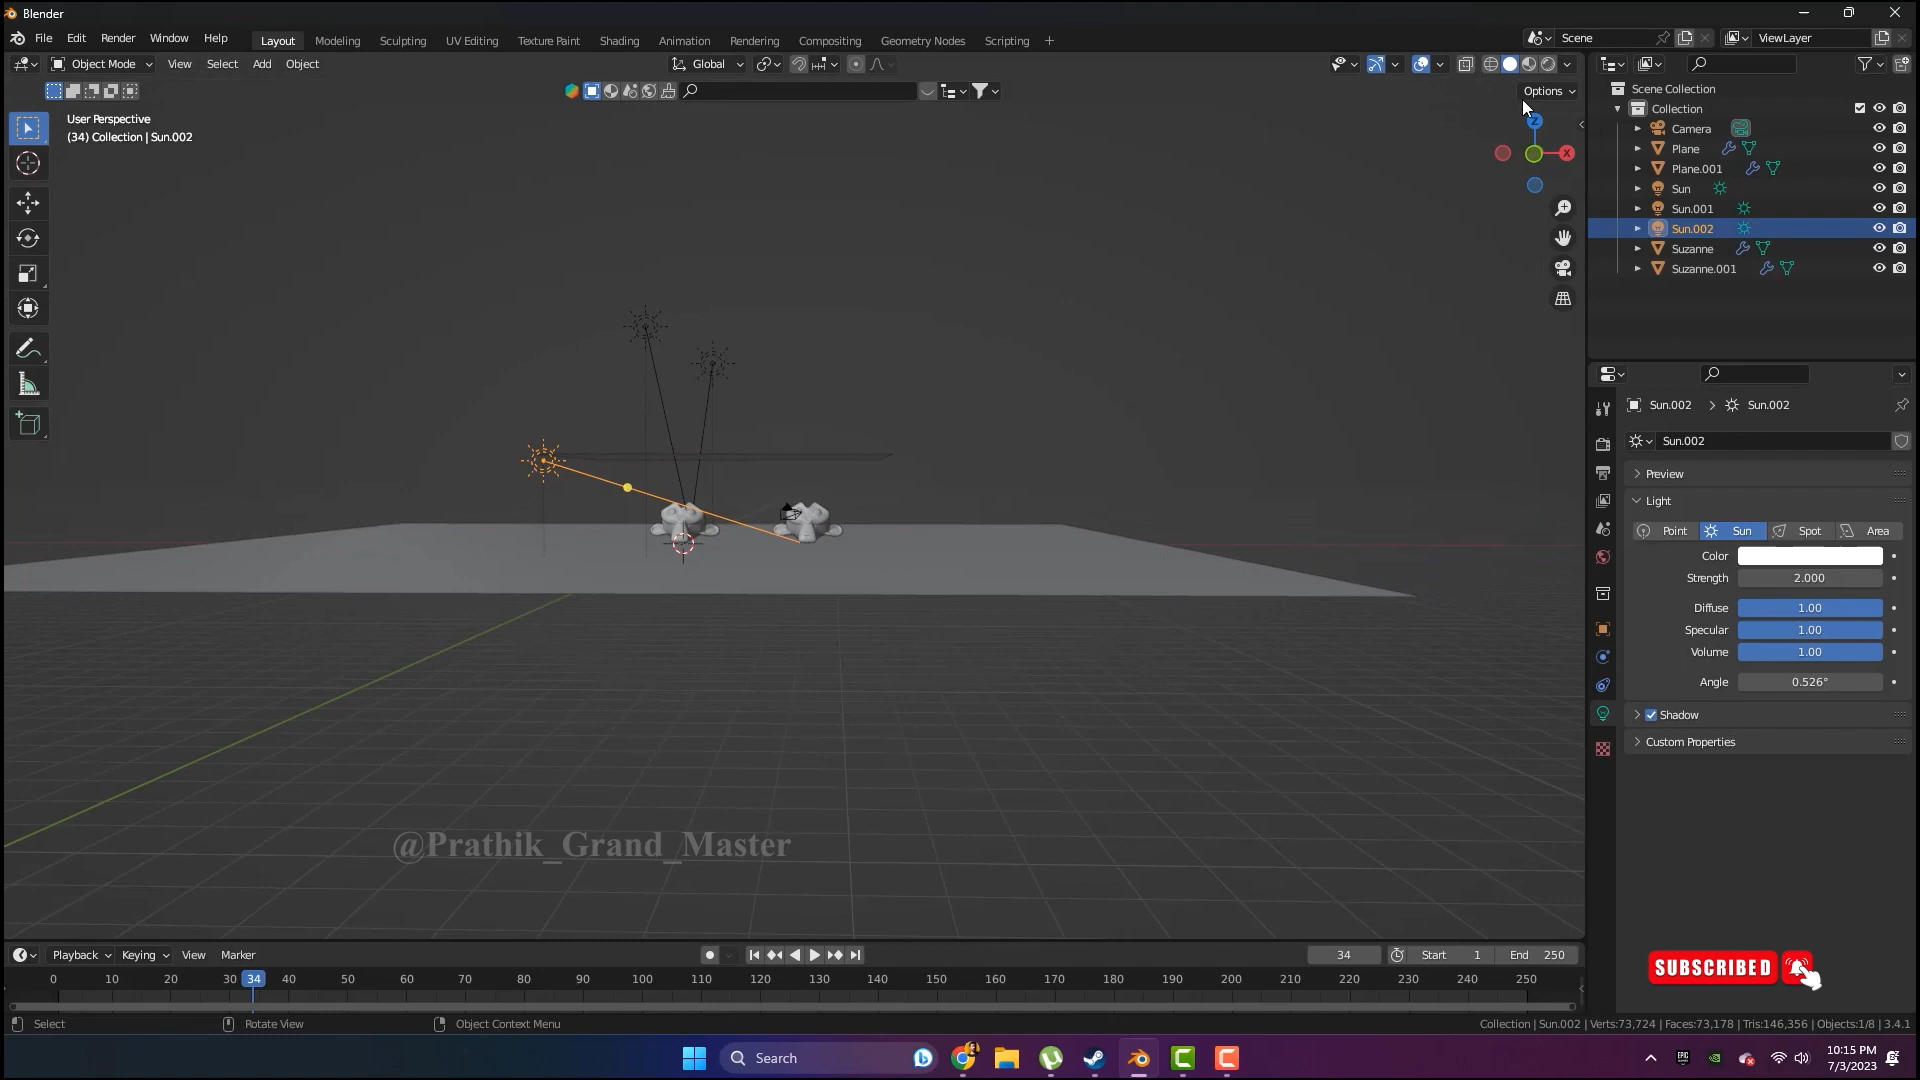 Blender
File Edit Render Window Help Layout Modeling Sculpting UV Editing Texture Paint Shading Animation Rendering Compositing Geometry Nodes Scripting + Scene ViewLayer
Object Mode View Select Add Object Global
Options
User Perspective
(34) Collection | Sun.002
Z
X
Scene Collection
Collection
Camera
Plane
Plane.001
Sun
Sun.001
Sun.002
Suzanne
Suzanne.001
Sun.002 > Sun.002
Sun.002
Preview
Light
Point Sun Spot Area
Color
Strength 2.000
Diffuse 1.00
Specular 1.00
Volume 1.00
Angle 0.526°
Shadow
Custom Properties
@Prathik_Grand_Master
SUBSCRIBED
Playback Keying View Marker 34 Start 1 End 250
0 10 20 30 34 40 50 60 70 80 90 100 110 120 130 140 150 160 170 180 190 200 210 220 230 240 250
Select Rotate View Object Context Menu Collection | Sun.002 | Verts:73,724 | Faces:73,178 | Tris:146,356 | Objects:1/8 | 3.4.1
Search
EPIC
10:15 PM
7/3/2023